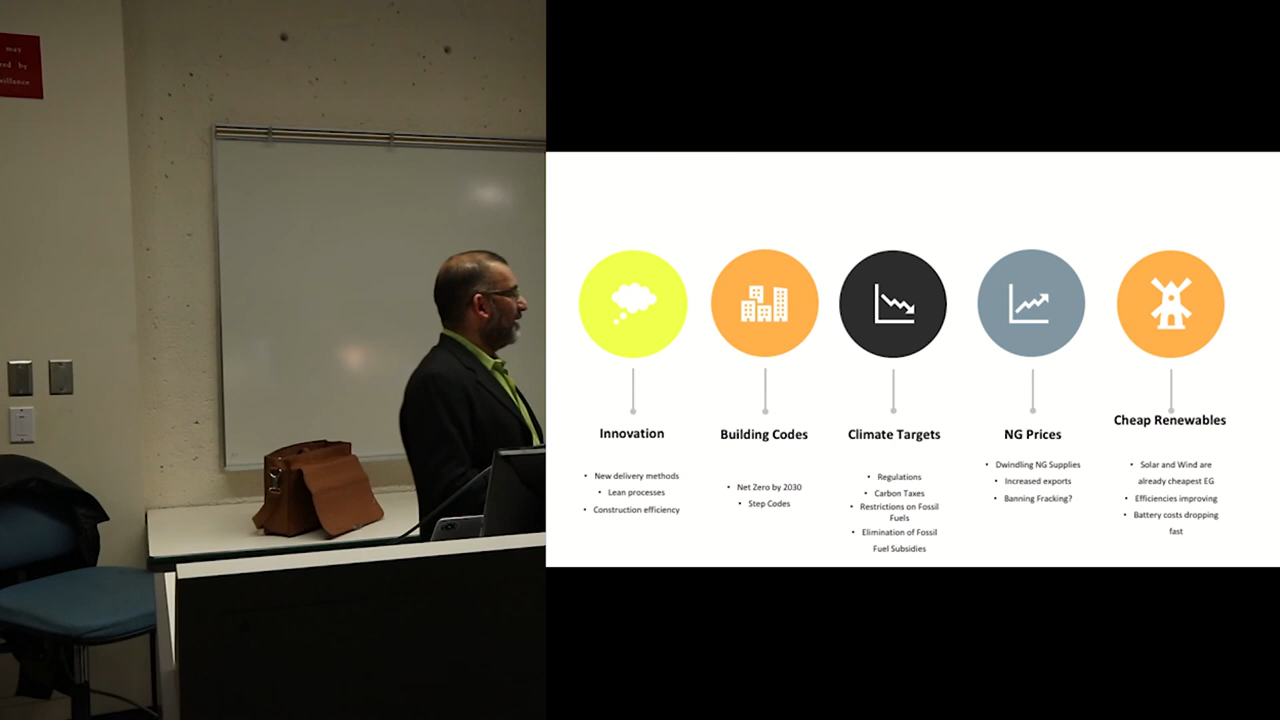 may
red by
eillance
Innovation
• New delivery methods
• Lean processes
• Construction efficiency
Building Codes
• Net Zero by 2030
• Step Codes
Climate Targets
• Regulations
• Carbon Taxes
• Restrictions on Fossil
Fuels
• Elimination of Fossil
Fuel Subsidies
NG Prices
• Dwindling NG Supplies
• Increased exports
• Banning Fracking?
Cheap Renewables
• Solar and Wind are
already cheapest EG
• Efficiencies improving
• Battery costs dropping
fast